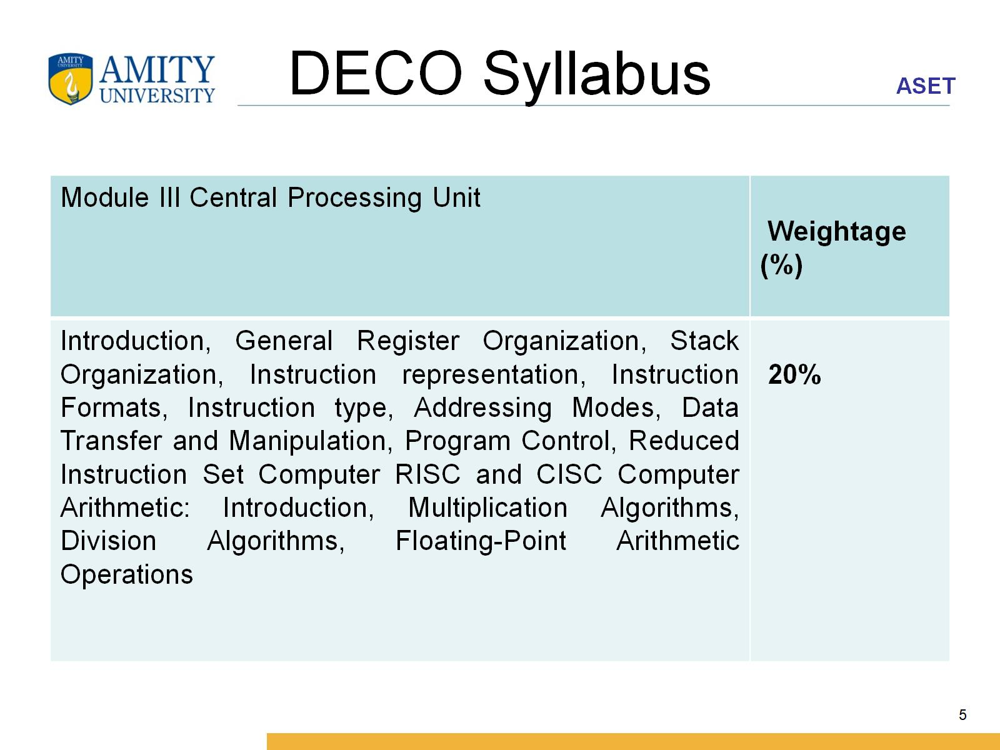 AMITY
UNIVERSITY
AMITY
UNIVERSITY
DECO Syllabus
ASET
Module III Central Processing Unit
Weightage
(%)
Introduction, General Register Organization, Stack
Organization, Instruction representation, Instruction
Formats, Instruction type, Addressing Modes, Data
Transfer and Manipulation, Program Control, Reduced
Instruction Set Computer RISC and CISC Computer
Arithmetic: Introduction, Multiplication Algorithms,
Division Algorithms, Floating-Point Arithmetic
Operations
20%
5